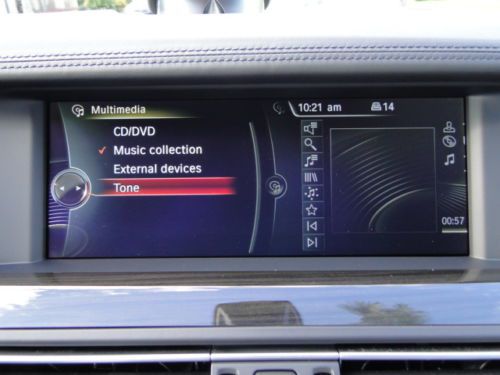 Multimedia
10:21 am 14
CD/DVD
Music collection
External devices
Tone
00:57